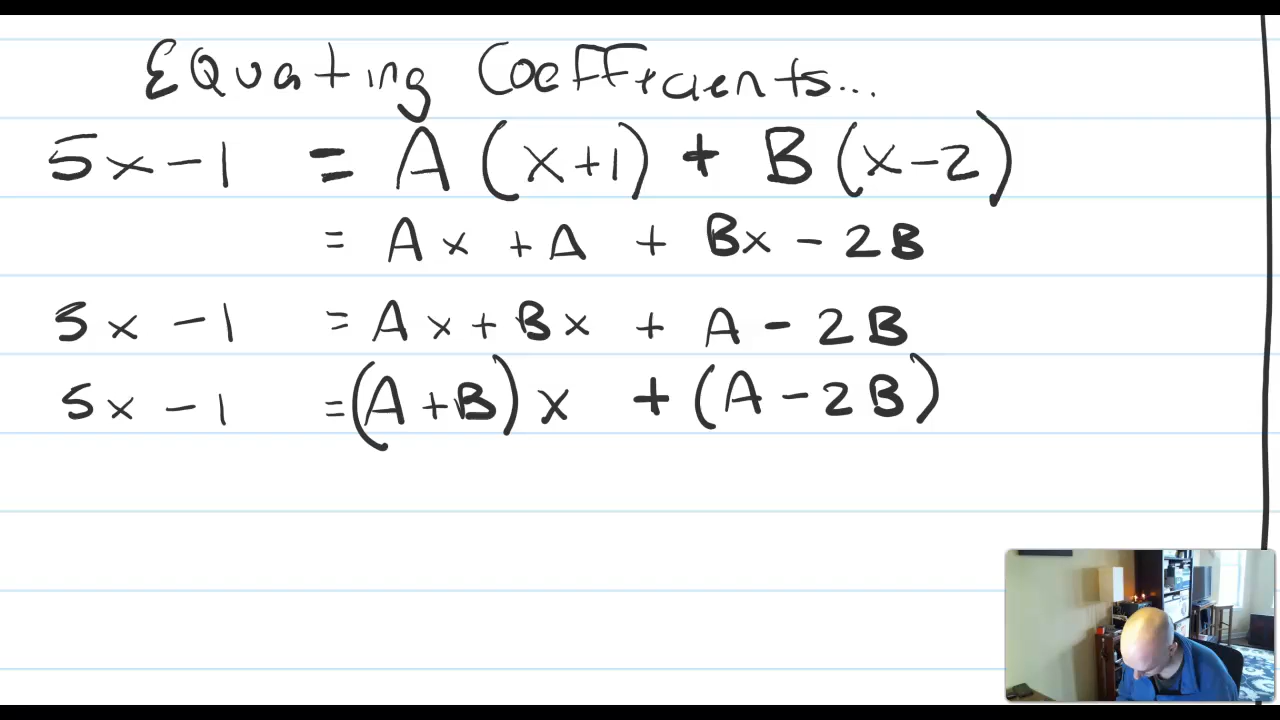 Equating Coefficients...
5x - 1 = A(x+1) + B(x-2)
= Ax + A + Bx - 2B
5x - 1 = Ax + Bx + A - 2B
5x - 1 = (A+B)x + (A - 2B)